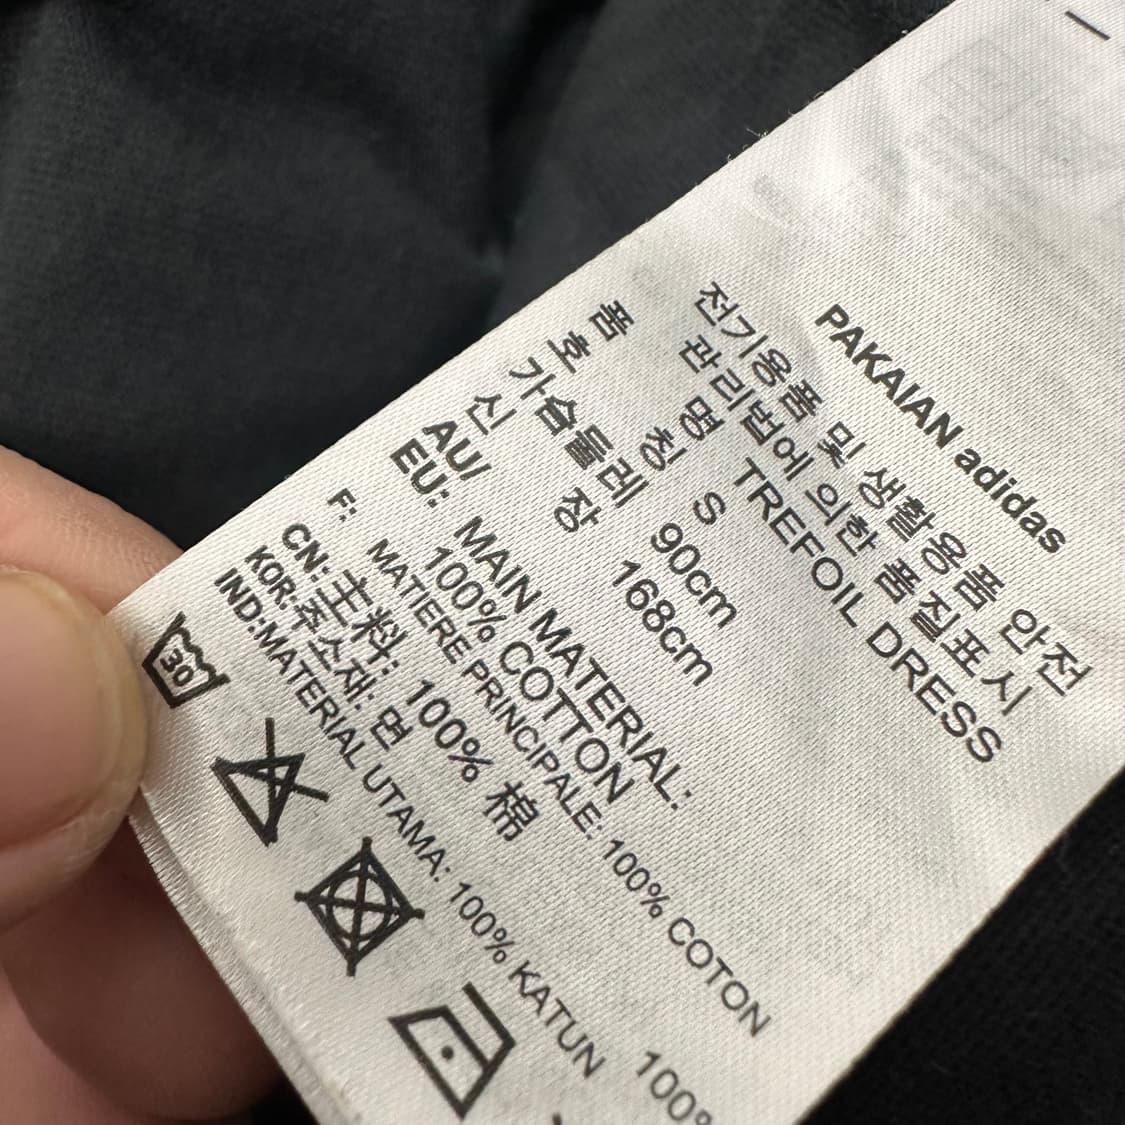 PAKAIAN adidas
전기용품 및 생활용품 안전
관리법에 의한 품질표시
품 명 TREFOIL DRESS
호 칭 S
가슴둘레 90cm
신 장 168cm
AU/
EU: MAIN MATERIAL:
100% COTTON
F: MATIERE PRINCIPALE: 100% COTON
CN: 主料: 100% 棉
KOR:주소재: 면 100%
IND:MATERIAL UTAMA: 100% KATUN
30